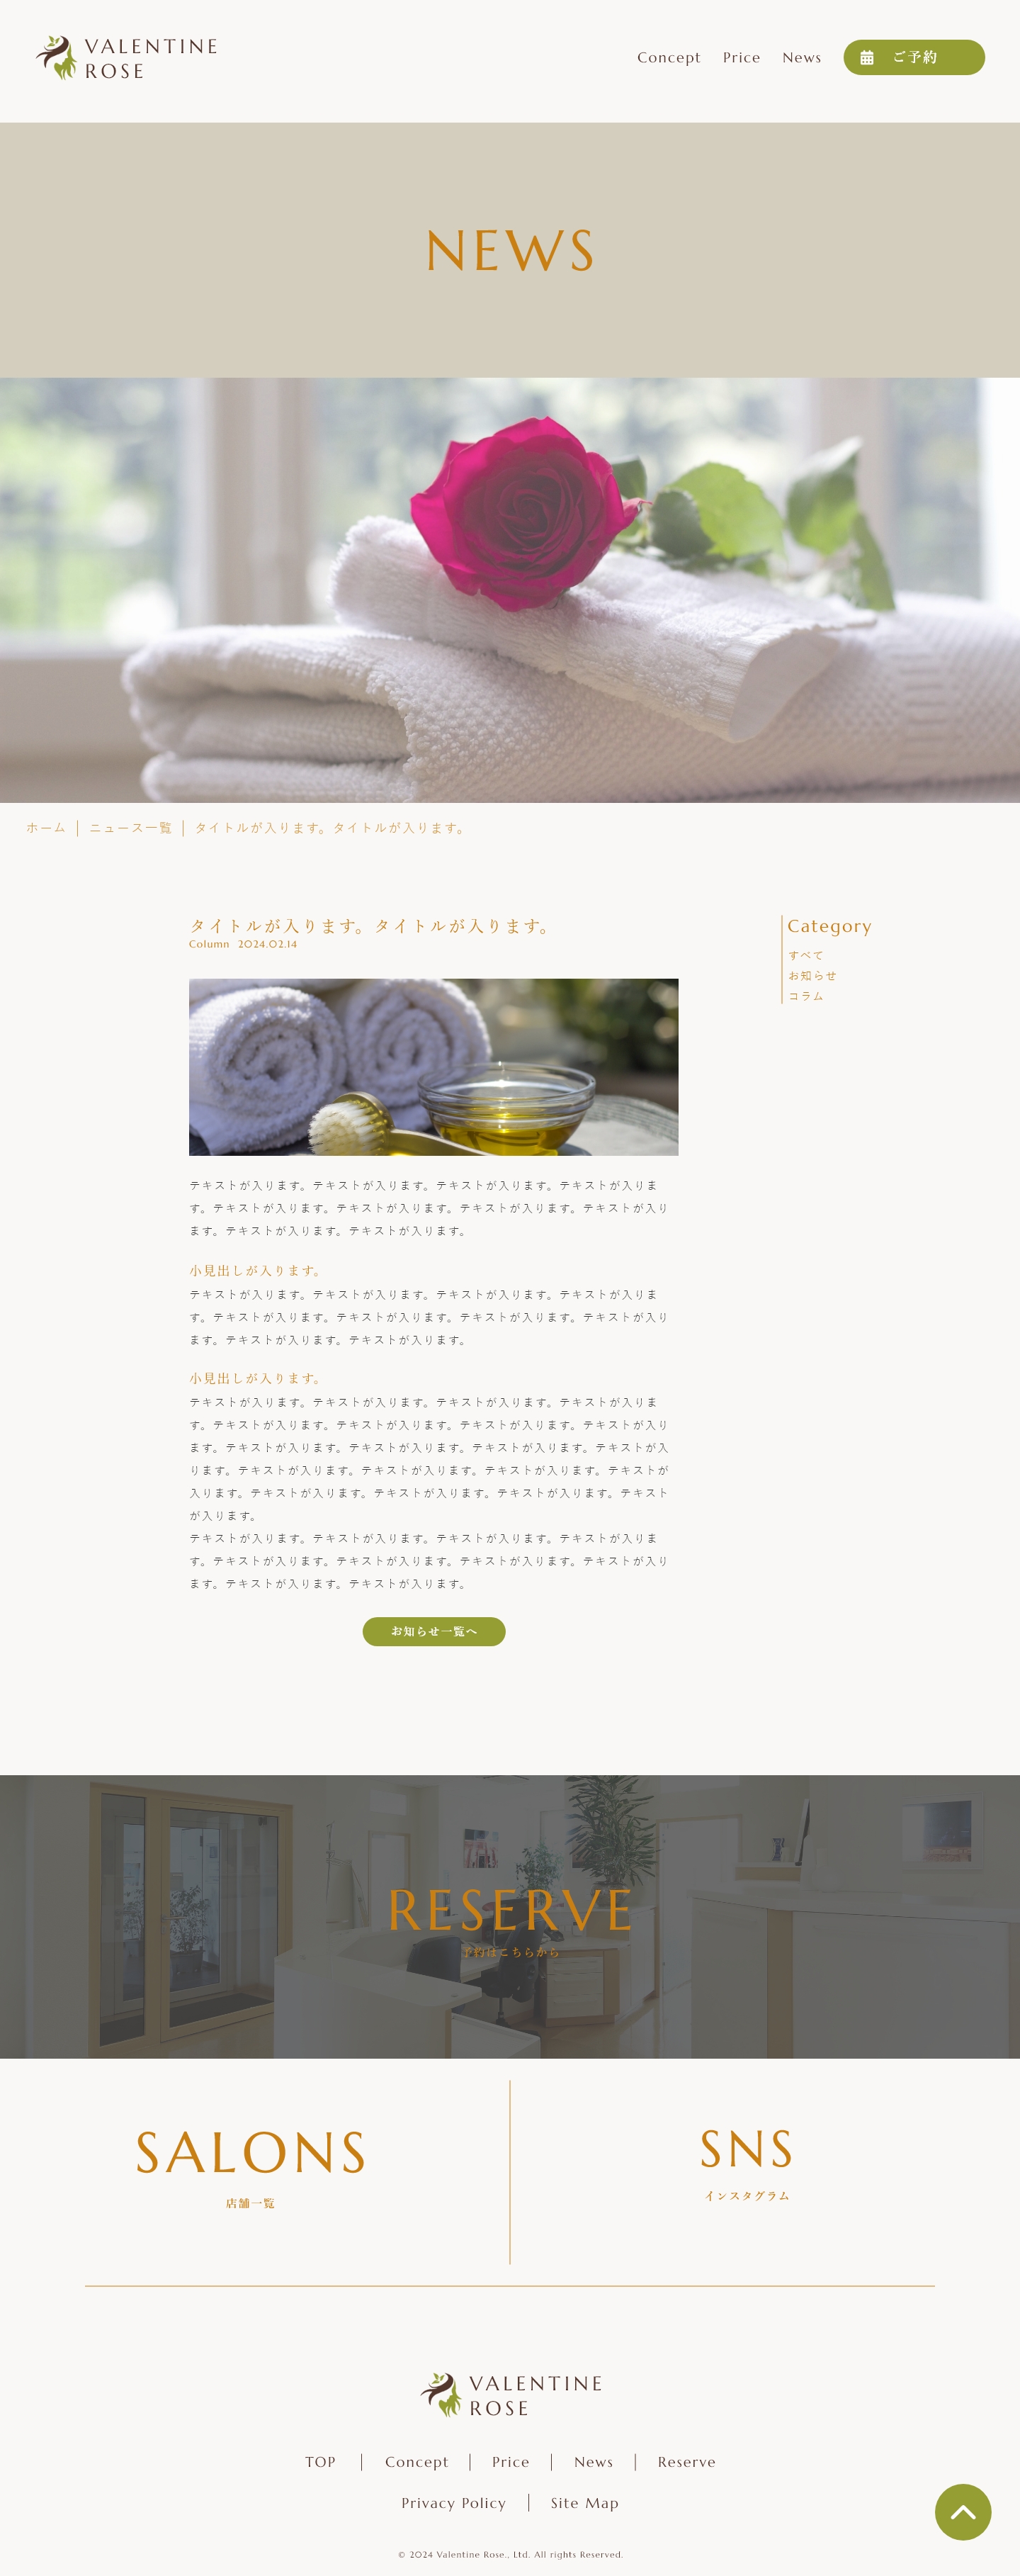 VALENTINE
ROSE
Concept
Price
News
ご予約
NEWS
ホーム
ニュース一覧
タイトルが入ります。タイトルが入ります。
タイトルが入ります。タイトルが入ります。
Column 2024.02.14
Category
すべて
お知らせ
コラム
テキストが入ります。テキストが入ります。テキストが入ります。テキストが入りま
す。テキストが入ります。テキストが入ります。テキストが入ります。テキストが入り
ます。テキストが入ります。テキストが入ります。
小見出しが入ります。
テキストが入ります。テキストが入ります。テキストが入ります。テキストが入りま
す。テキストが入ります。テキストが入ります。テキストが入ります。テキストが入り
ます。テキストが入ります。テキストが入ります。
小見出しが入ります。
テキストが入ります。テキストが入ります。テキストが入ります。テキストが入りま
す。テキストが入ります。テキストが入ります。テキストが入ります。テキストが入り
ます。テキストが入ります。テキストが入ります。テキストが入ります。テキストが入
ります。テキストが入ります。テキストが入ります。テキストが入ります。テキストが
入ります。テキストが入ります。テキストが入ります。テキストが入ります。テキスト
が入ります。
テキストが入ります。テキストが入ります。テキストが入ります。テキストが入りま
す。テキストが入ります。テキストが入ります。テキストが入ります。テキストが入り
ます。テキストが入ります。テキストが入ります。
お知らせ一覧へ
RESERVE
予約はこちらから
SALONS
店舗一覧
SNS
インスタグラム
VALENTINE
ROSE
TOP
Concept
Price
News
Reserve
Privacy Policy
Site Map
© 2024 Valentine Rose., Ltd. All rights Reserved.